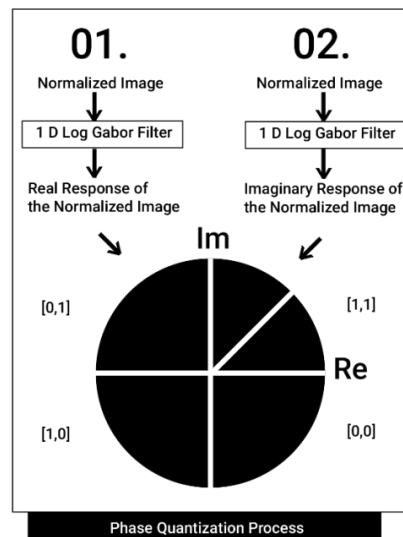 01.
Normalized Image
1 D Log Gabor Filter
Real Response of
the Normalized Image
02.
Normalized Image
1 D Log Gabor Filter
Imaginary Response of
the Normalized Image
Im
[0,1]
[1,1]
Re
[1,0]
[0,0]
Phase Quantization Process